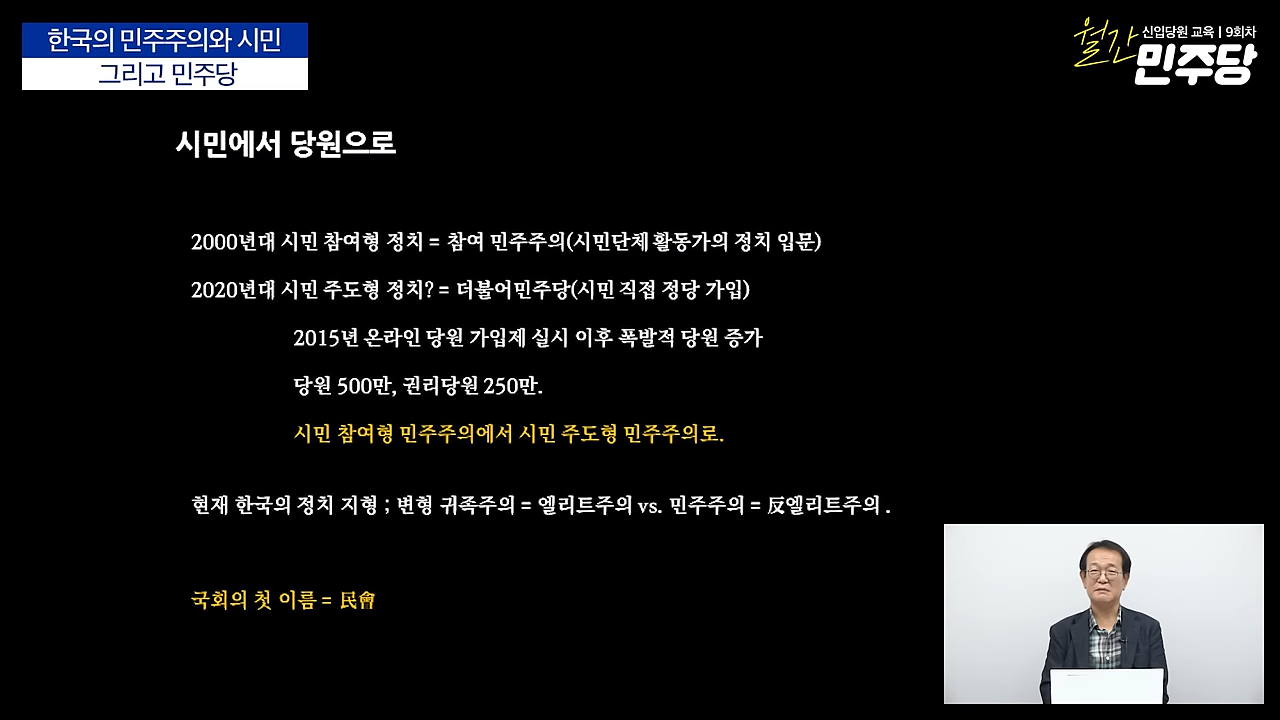 한국의 민주주의와 시민
그리고 민주당
월간
신입당원 교육 | 9회차
민주당
시민에서 당원으로
2000년대 시민 참여형 정치 = 참여 민주주의(시민단체 활동가의 정치 입문)
2020년대 시민 주도형 정치? = 더불어민주당(시민 직접 정당 가입)
2015년 온라인 당원 가입제 실시 이후 폭발적 당원 증가
당원 500만, 권리당원 250만.
시민 참여형 민주주의에서 시민 주도형 민주주의로.
현재 한국의 정치 지형 ; 변형 귀족주의 = 엘리트주의 vs. 민주주의 = 反엘리트주의 .
국회의 첫 이름 = 民會